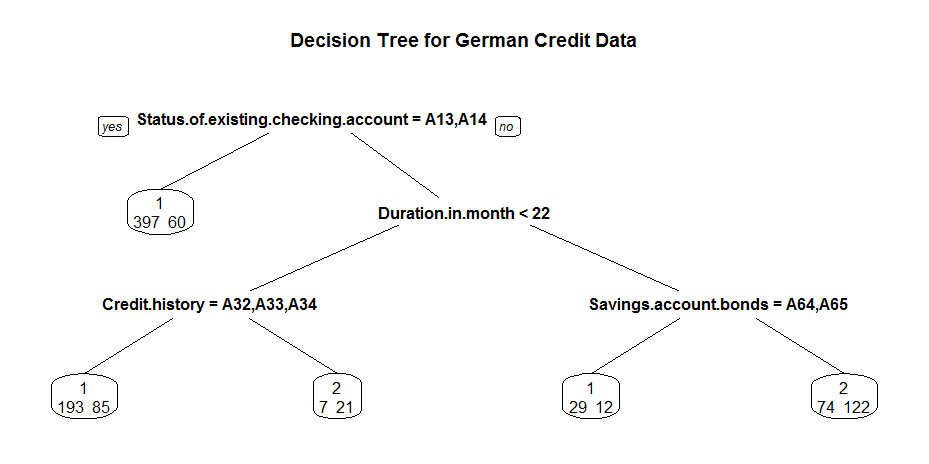 Decision Tree for German Credit Data
yes Status.of.existing.checking.account = A13,A14 no
1
397 60
Duration.in.month < 22
Credit.history = A32,A33,A34
Savings.account.bonds = A64,A65
1
193 85
2
7 21
1
29 12
2
74 122